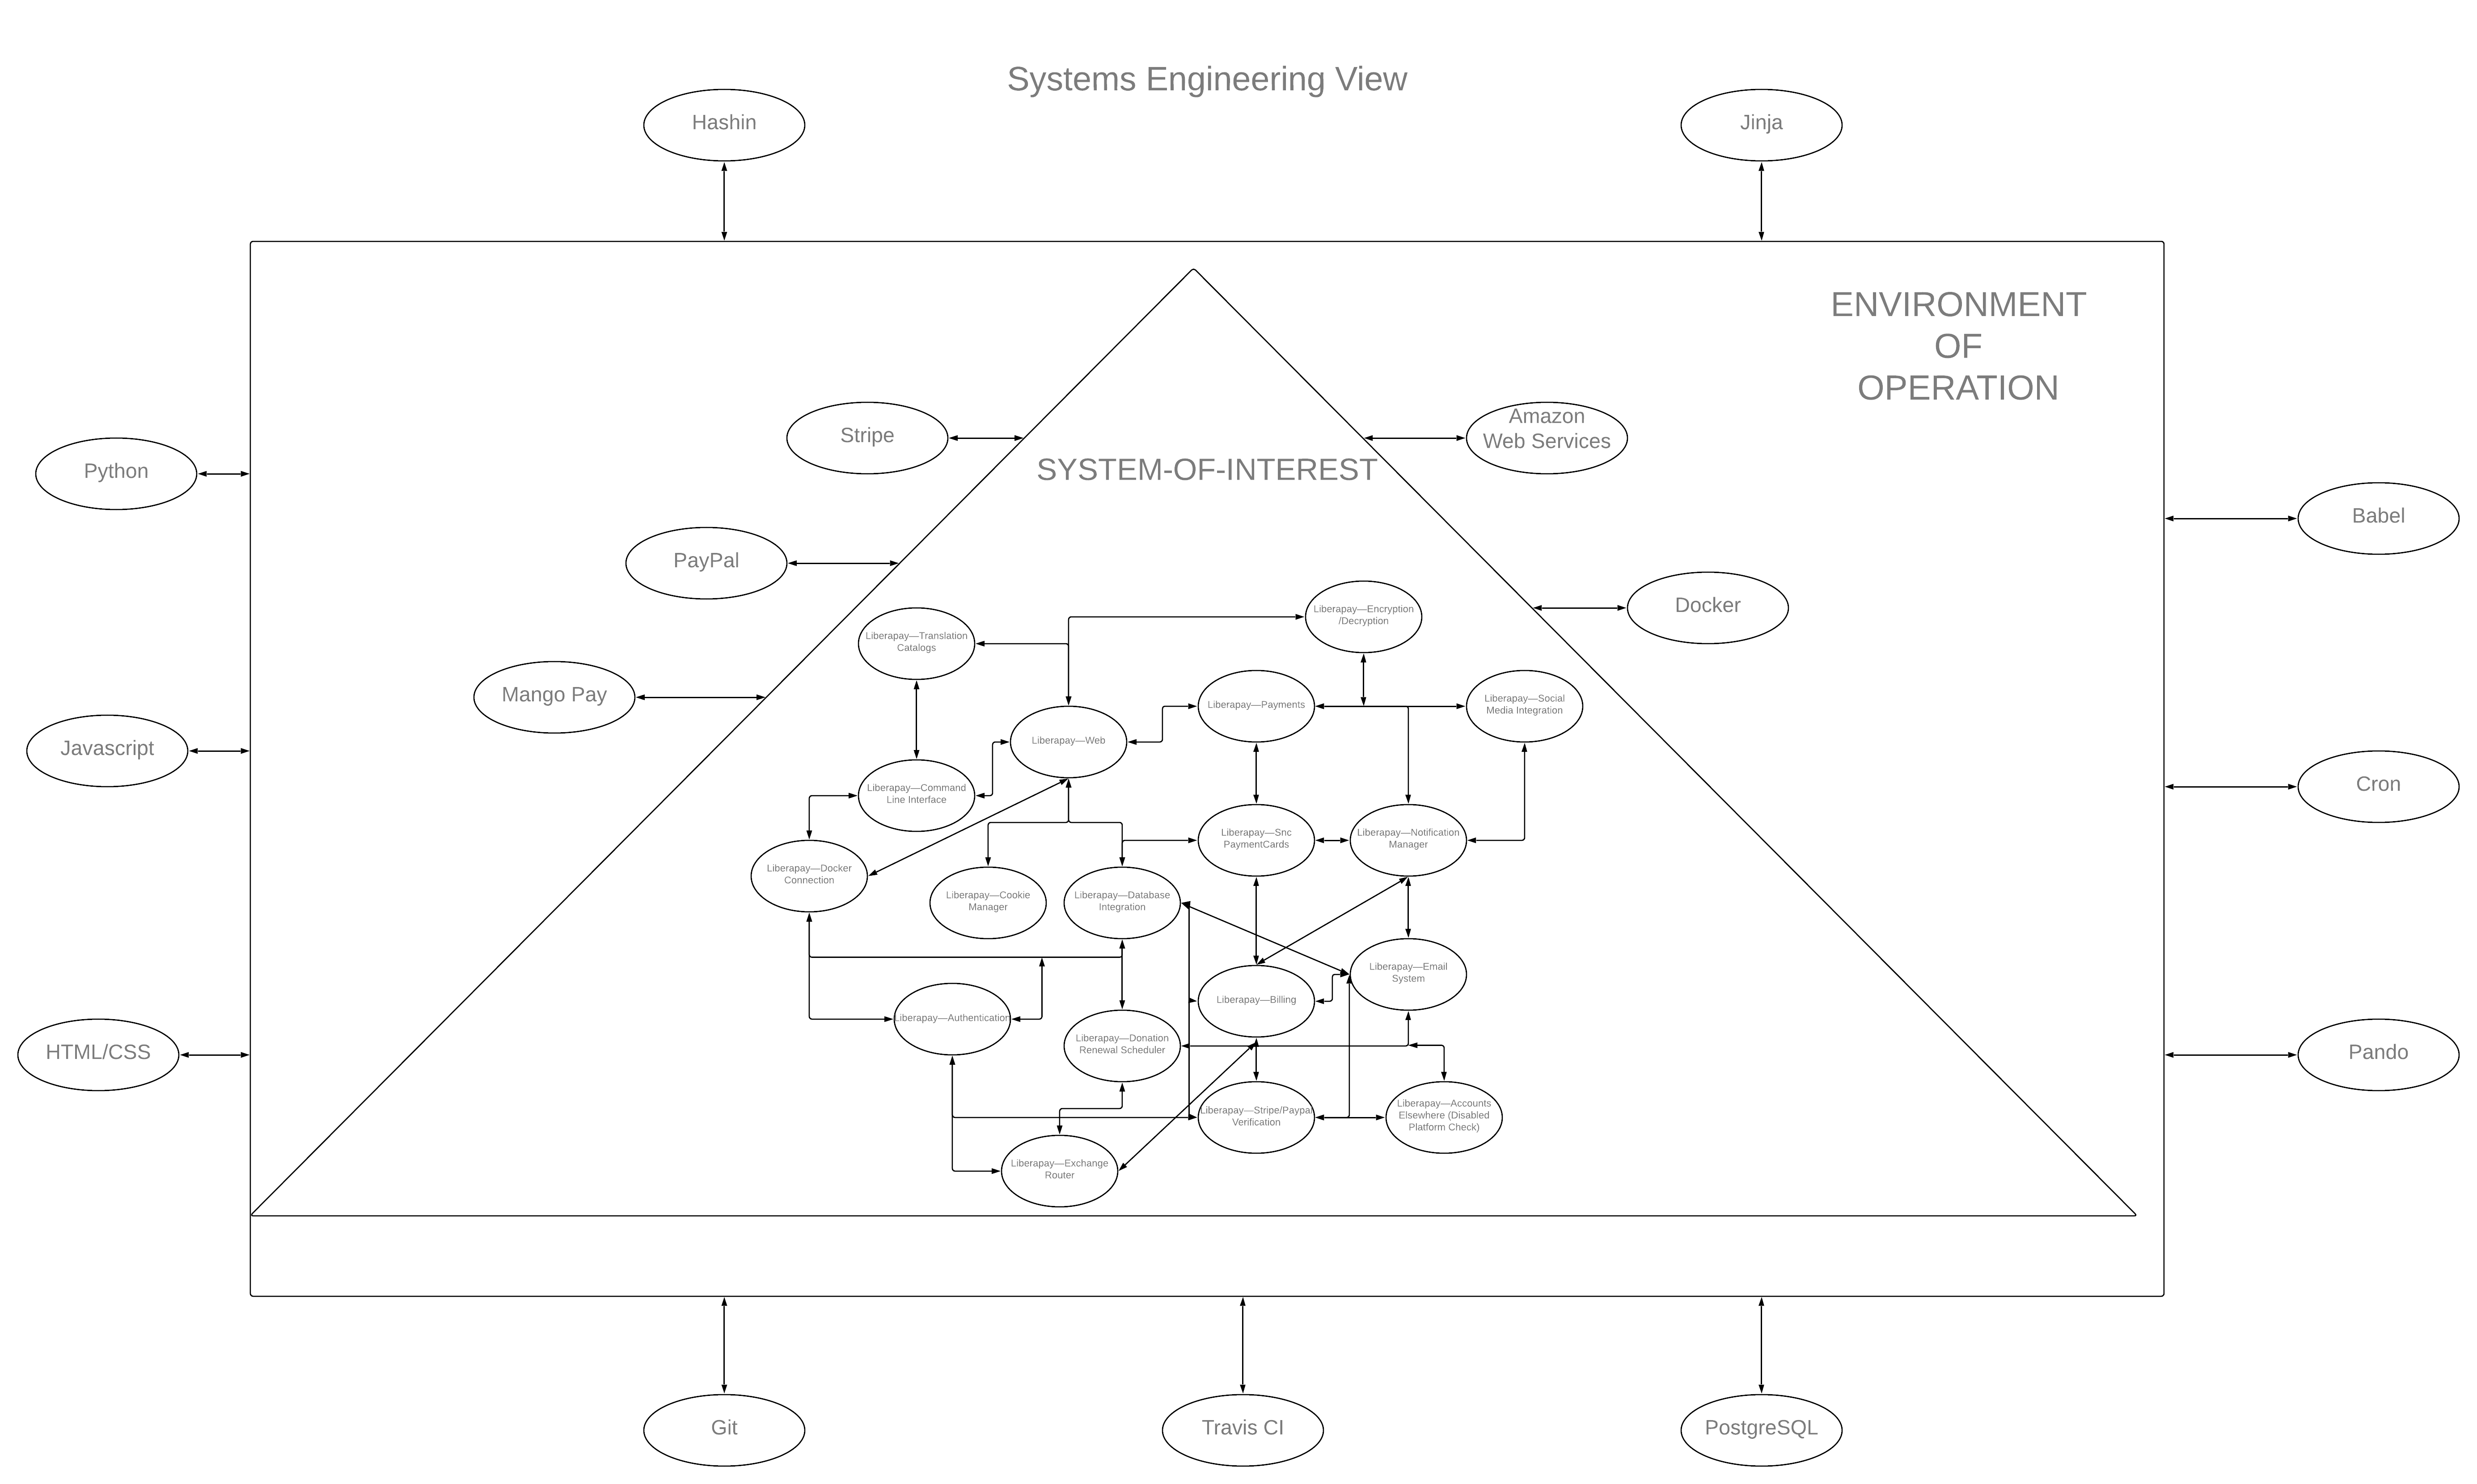 Systems Engineering View
Hashin
Jinja
ENVIRONMENT
OF
OPERATION
Stripe
Amazon
Web Services
SYSTEM-OF-INTEREST
Python
Babel
PayPal
Docker
Liberapay—Encryption
/Decryption
Liberapay—Translation
Catalogs
Mango Pay
Liberapay—Payments
Liberapay—Social
Media Integration
Liberapay—Web
Javascript
Cron
Liberapay—Command
Line Interface
Liberapay—Snc
PaymentCards
Liberapay—Notification
Manager
Liberapay—Docker
Connection
Liberapay—Cookie
Manager
Liberapay—Database
Integration
Liberapay—Email
System
Liberapay—Billing
Liberapay—Authentication
Liberapay—Donation
Renewal Scheduler
HTML/CSS
Pando
Liberapay—Stripe/Paypal
Verification
Liberapay—Accounts
Elsewhere (Disabled
Platform Check)
Liberapay—Exchange
Router
Git
Travis CI
PostgreSQL